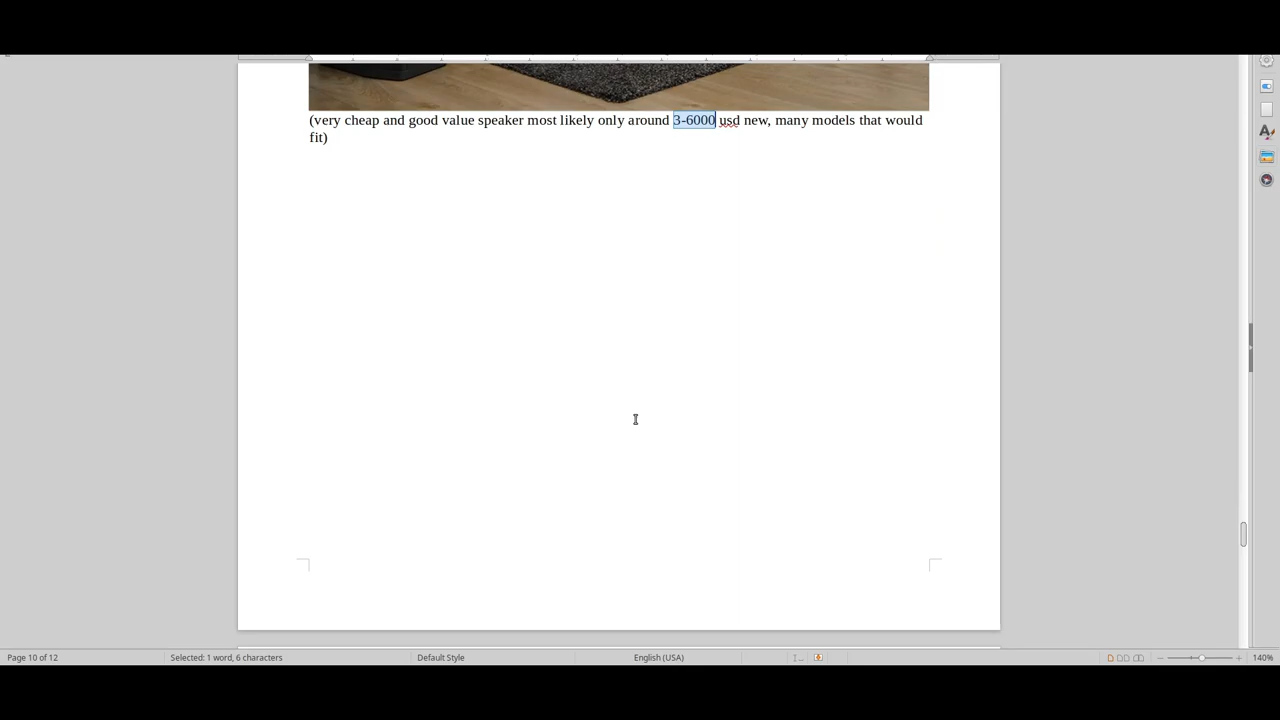 (very cheap and good value speaker most likely only around 3-6000 usd new, many models that would
fit)
Page 10 of 12
Selected: 1 word, 6 characters
Default Style
English (USA)
140%